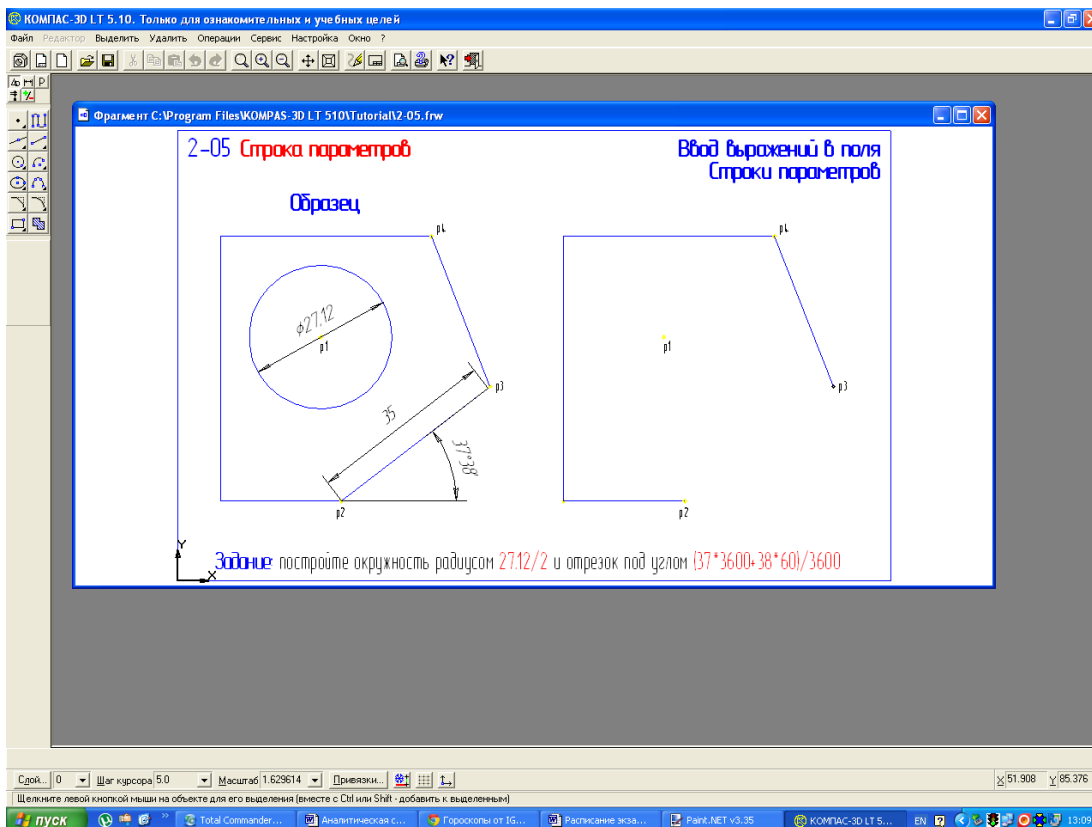 КОМПАС-3D LT 5.10. Только для ознакомительных и учебных целей
Файл Редактор Выделить Удалить Операции Сервис Настройка Окно ?
Фрагмент C:\Program Files\KOMPAS-3D LT 510\Tutorial\2-05.frw
2-05 Строка параметров
Ввод выражений в поля
Строки параметров
Образец
p4
p4
ϕ27.12
p1
p1
p3
p3
35
37°38'
p2
p2
Y
X
Задание: постройте окружность радиусом 27.12/2 и отрезок под углом (37*3600+38*60)/3600
Слой... 0 Шаг курсора 5.0 Масштаб 1.629614 Привязки... X 51.908 Y 85.376
Щелкните левой кнопкой мыши на объекте для его выделения (вместе с Ctrl или Shift - добавить к выделенным)
пуск Total Commander... Аналитическая с... Гороскопы от IG... Расписание экза... Paint.NET v3.35 КОМПАС-3D LT 5... EN 13:09